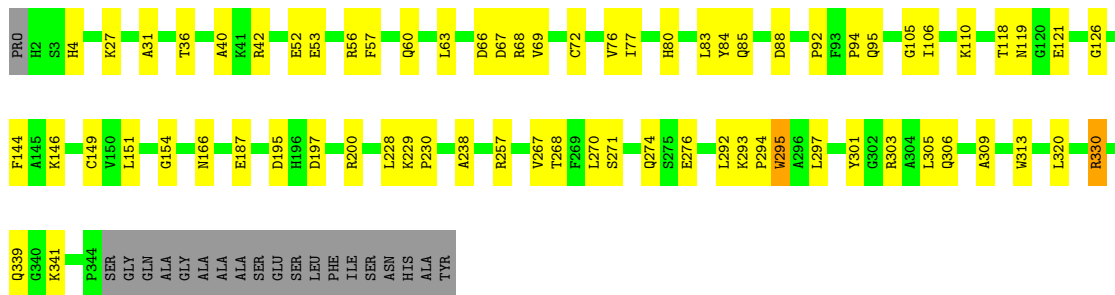 PRO H2 S3 H4 K27 A31 T36 A40 K41 R42 E52 E53 R56 F57 Q60 L63 D66 D67 R68 V69 C72 V76 I77 H80 L83 Y84 Q85 D88 P92 F93 P94 Q95 G105 I106 K110 T118 N119 G120 E121 G126
F144 A145 K146 C149 V150 L151 G154 N166 E187 D195 H196 D197 R200 L228 K229 P230 A238 R257 V267 T268 F269 L270 S271 Q274 S275 E276 L292 K293 P294 W295 A296 L297 Y301 G302 R303 A304 L305 Q306 A309 W313 L320 R330
Q339 G340 K341 P344 SER GLY GLN ALA GLY ALA ALA ALA SER GLU SER LEU PHE ILE SER ASN HIS ALA TYR